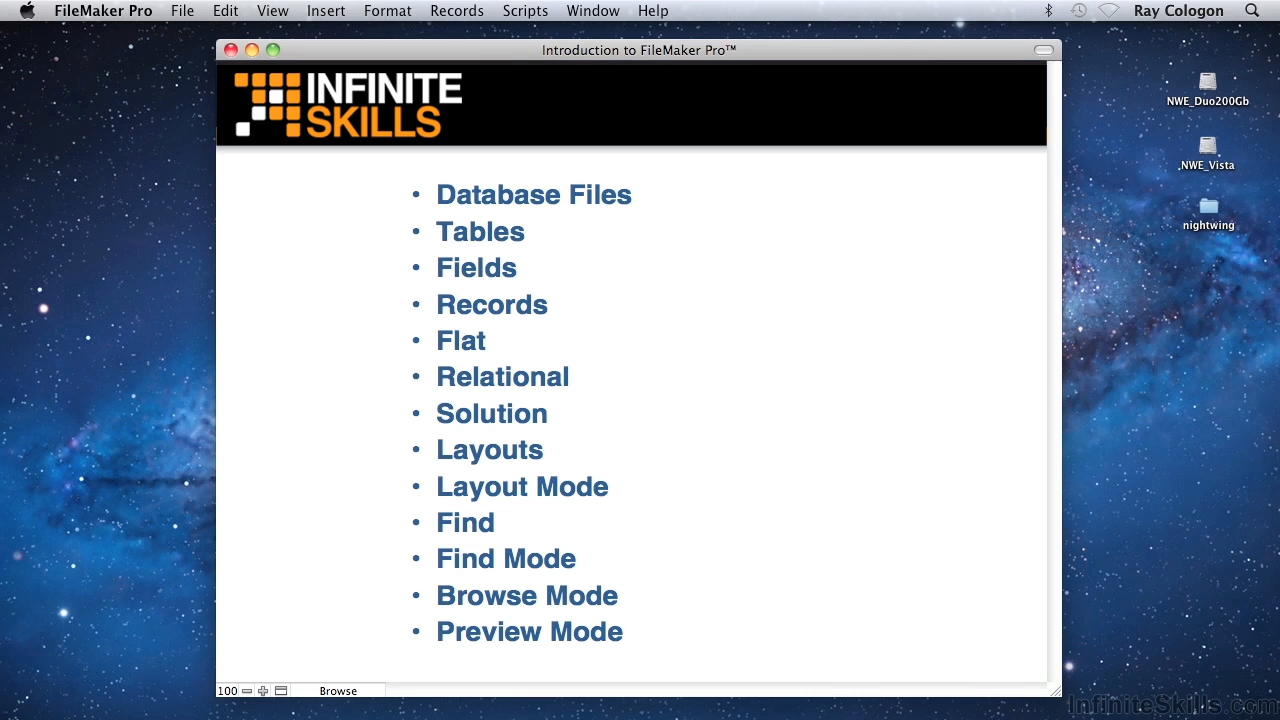 FileMaker Pro File Edit View Insert Format Records Scripts Window Help Ray Cologon
Introduction to FileMaker Pro™
INFINITE
SKILLS
NWE_Duo200Gb
NWE_Vista
nightwing
• Database Files
• Tables
• Fields
• Records
• Flat
• Relational
• Solution
• Layouts
• Layout Mode
• Find
• Find Mode
• Browse Mode
• Preview Mode
100 Browse
InfiniteSkills.com